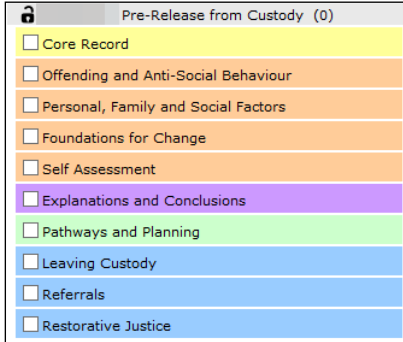 Pre-Release from Custody (0)
Core Record
Offending and Anti-Social Behaviour
Personal, Family and Social Factors
Foundations for Change
Self Assessment
Explanations and Conclusions
Pathways and Planning
Leaving Custody
Referrals
Restorative Justice